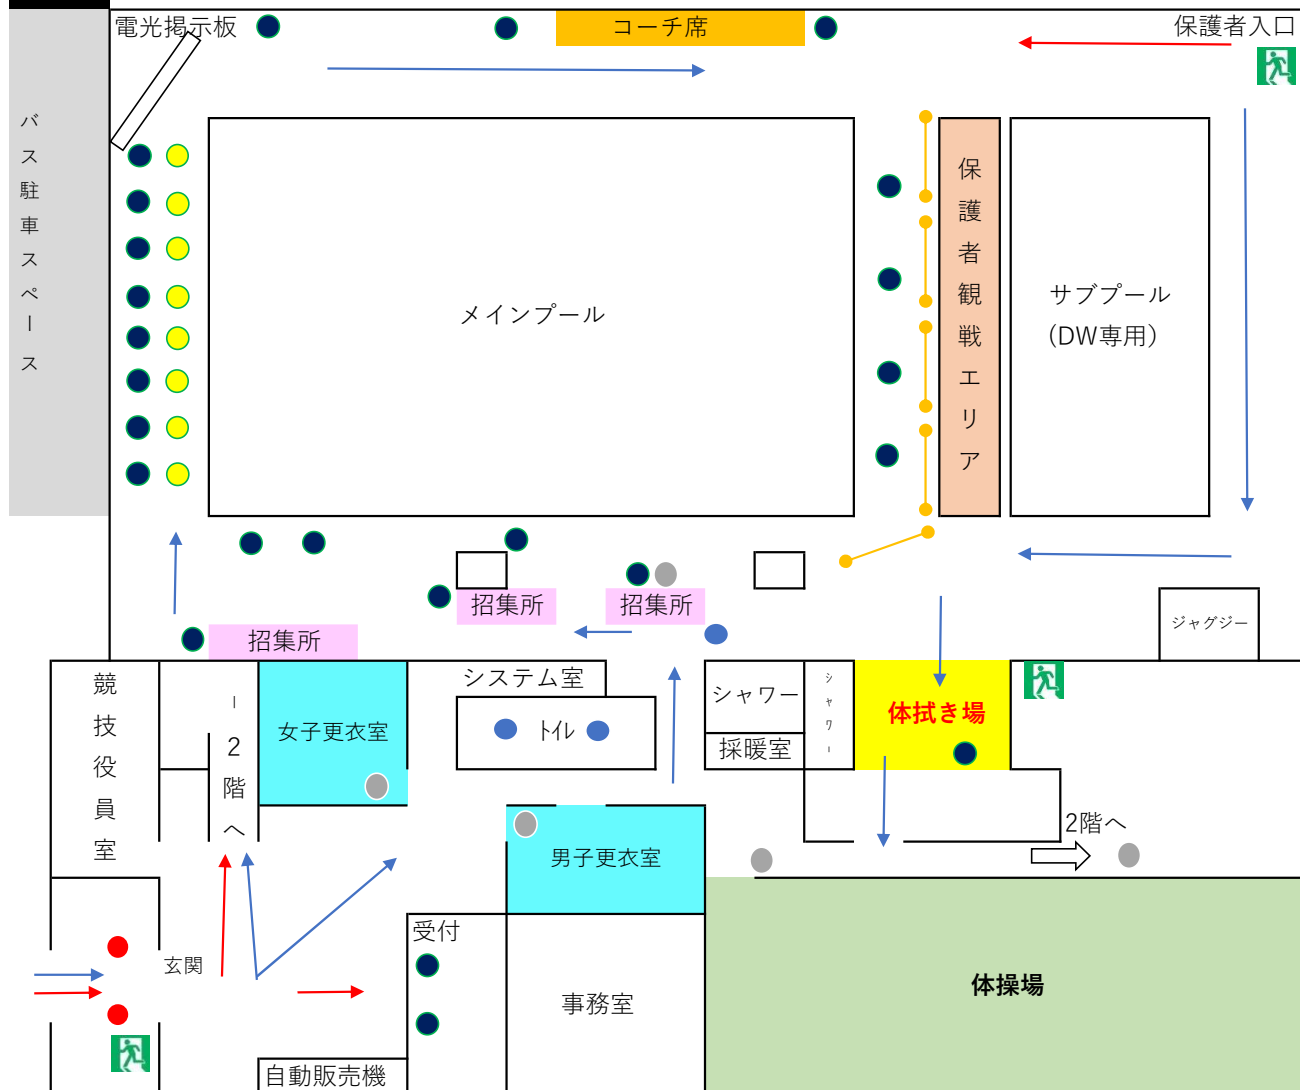 電光掲示板
コーチ席
保護者入口
バス駐車スペース
メインプール
保護者観戦エリア
サブプール
(DW専用)
招集所
招集所
招集所
ジャグジー
競技役員室
ー2階へ
女子更衣室
システム室
ﾄｲﾚ
シャワー
採暖室
ｼｬﾜｰ
体拭き場
男子更衣室
2階へ
受付
玄関
事務室
体操場
自動販売機